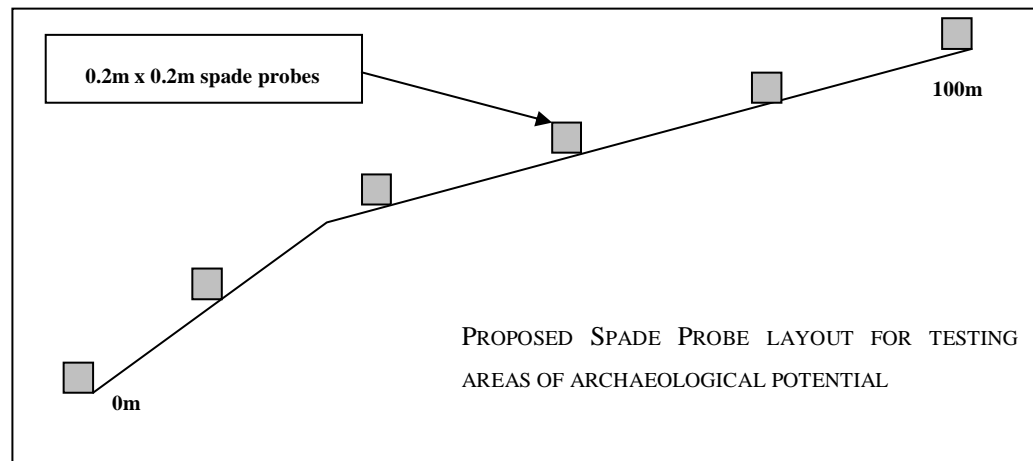 0.2m x 0.2m spade probes
100m
PROPOSED SPADE PROBE LAYOUT FOR TESTING
AREAS OF ARCHAEOLOGICAL POTENTIAL
0m